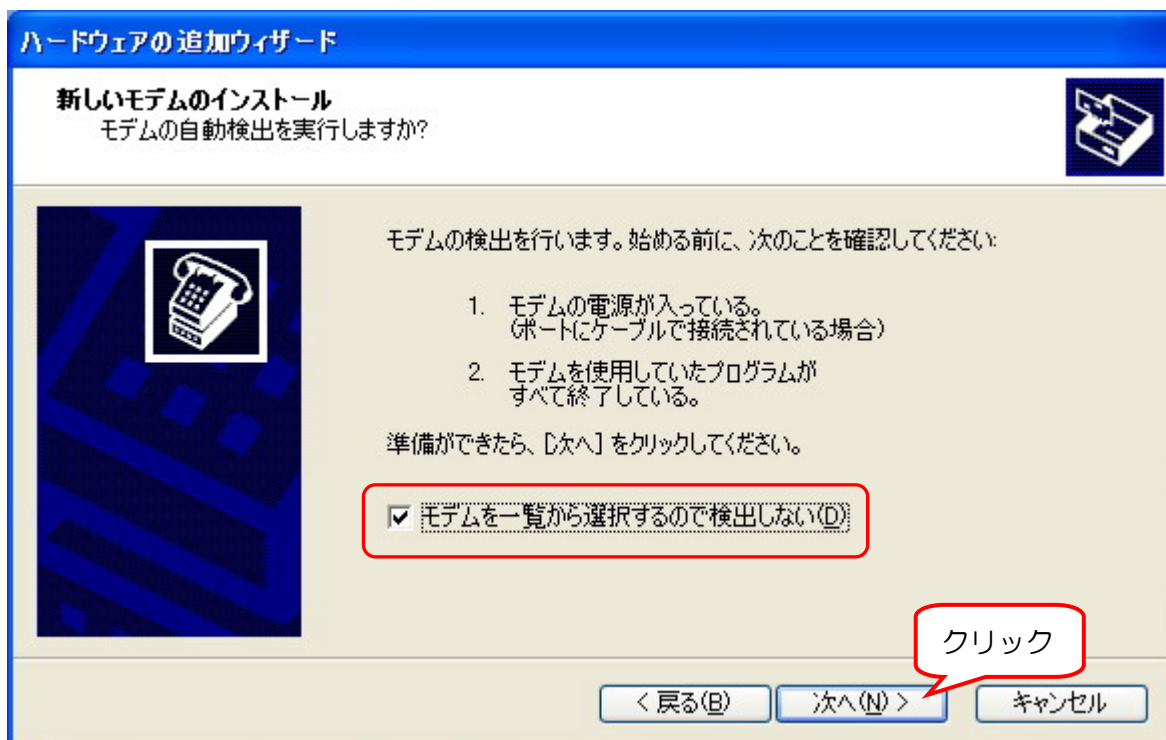 ハードウェアの追加ウィザード
新しいモデムのインストール
モデムの自動検出を実行しますか?
モデムの検出を行います。始める前に、次のことを確認してください:
1. モデムの電源が入っている。
(ポートにケーブルで接続されている場合)
2. モデムを使用していたプログラムが
すべて終了している。
準備ができたら、[次へ] をクリックしてください。
モデムを一覧から選択するので検出しない(D)
クリック
< 戻る(B) 次へ(N) > キャンセル